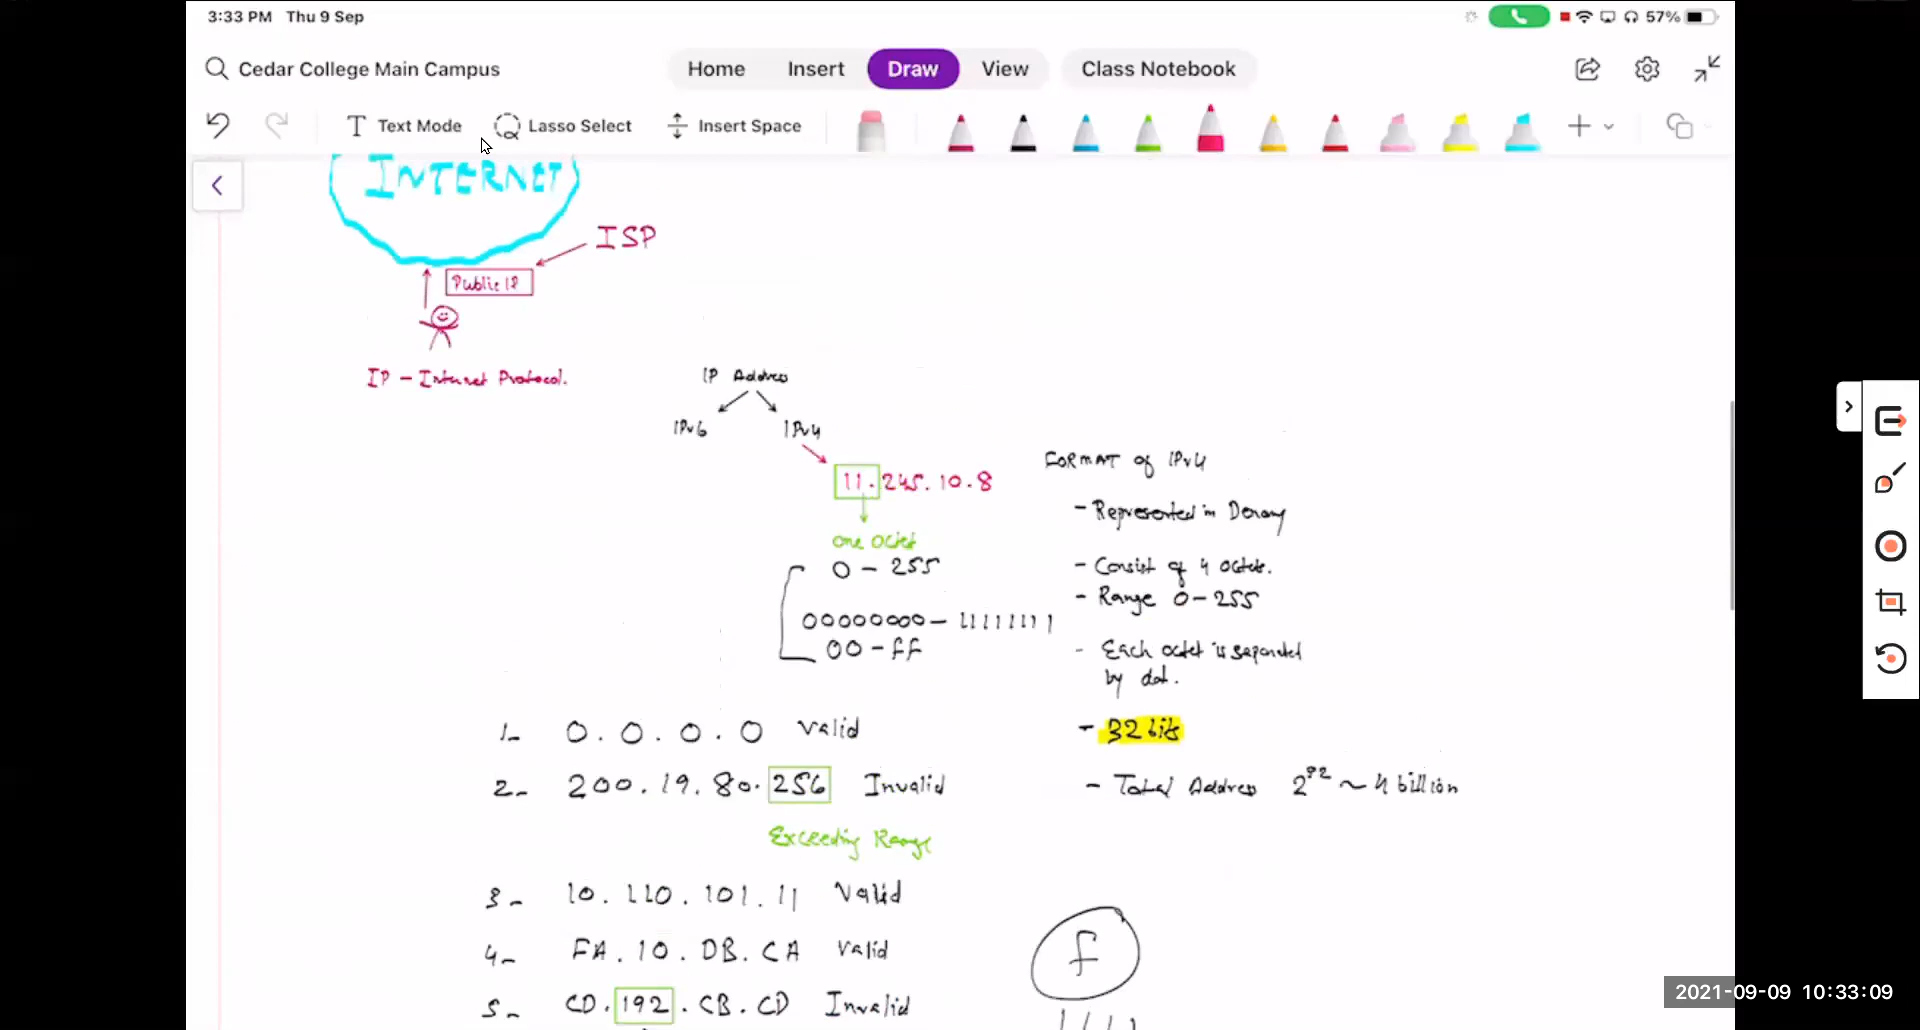 3:33 PM Thu 9 Sep
57%
Cedar College Main Campus
Home Insert Draw View Class Notebook
Text Mode Lasso Select Insert Space
INTERNET
ISP
Public IP
IP - Internet Protocol.
IP Address
IPv6 IPv4
11.245.10.8
One Octet
0 - 255
00000000 - 11111111
00 - ff
FORMAT of IPv4
- Represented in Denary
- Consist of 4 octets.
- Range 0 - 255
- Each octet is separated
by dot.
- 32 bits
- Total Address 2^32 ~ 4 billion
1- 0.0.0.0 Valid
2- 200.19.80.256 Invalid
Exceeding Range
3- 10.110.101.11 Valid
4- FA.10.DB.CA Valid
5- CD.192.CB.CD Invalid
f
1111
2021-09-09 10:33:09